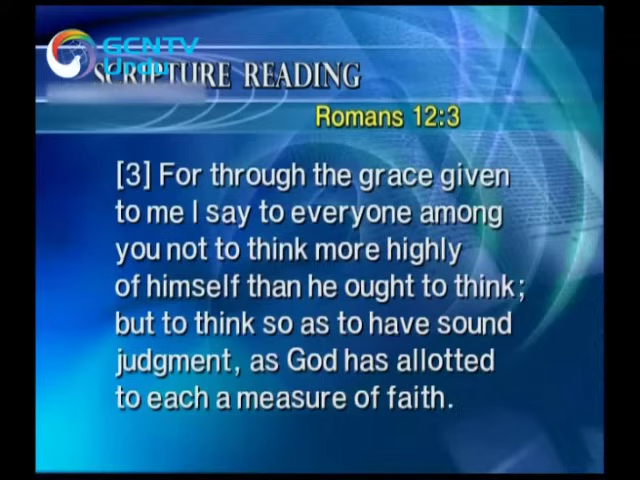 GCNTV
Urdu
SCRIPTURE READING
Romans 12:3
[3] For through the grace given
to me I say to everyone among
you not to think more highly
of himself than he ought to think;
but to think so as to have sound
judgment, as God has allotted
to each a measure of faith.